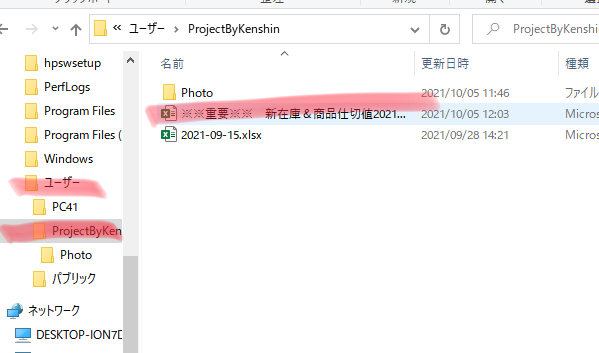 « ユーザー > ProjectByKenshin
ProjectByKenshin
名前 更新日時 種類
hpswsetup
PerfLogs
Program Files
Program Files (
Windows
ユーザー
PC41
ProjectByKen
Photo
パブリック
ネットワーク
DESKTOP-ION7D
Photo 2021/10/05 11:46 ファイル
※※重要※※ 新在庫＆商品仕切値2021... 2021/10/05 12:03 Micros
2021-09-15.xlsx 2021/09/28 14:21 Micros